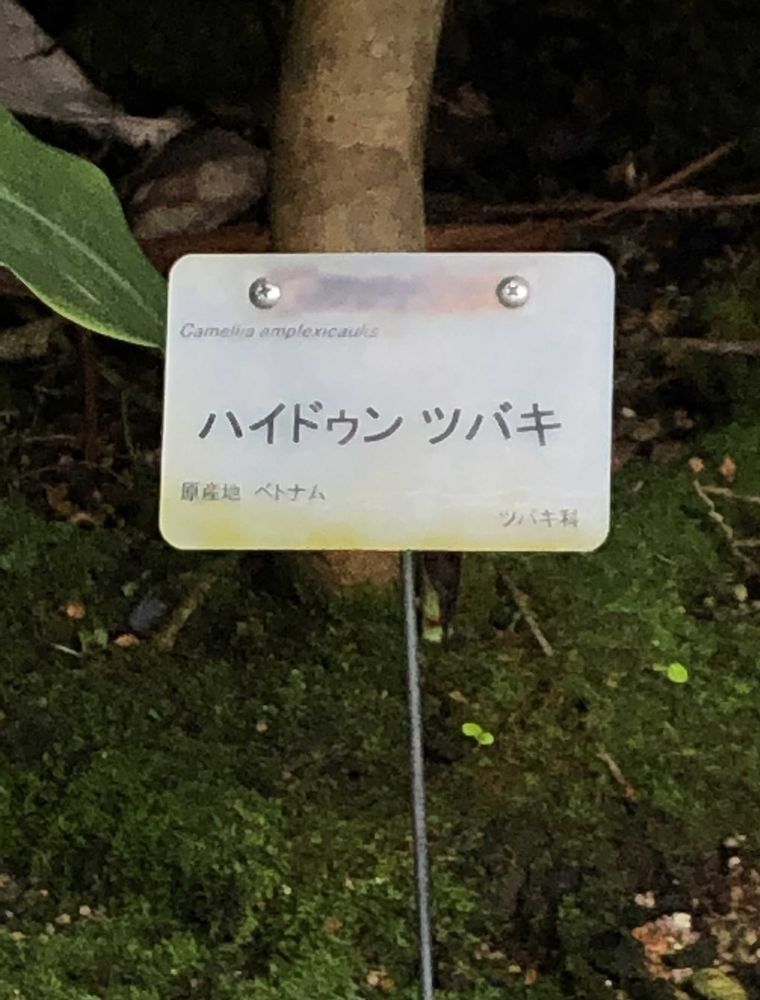 Camellia amplexicaulis
ハイドゥン ツバキ
原産地 ベトナム
ツバキ科